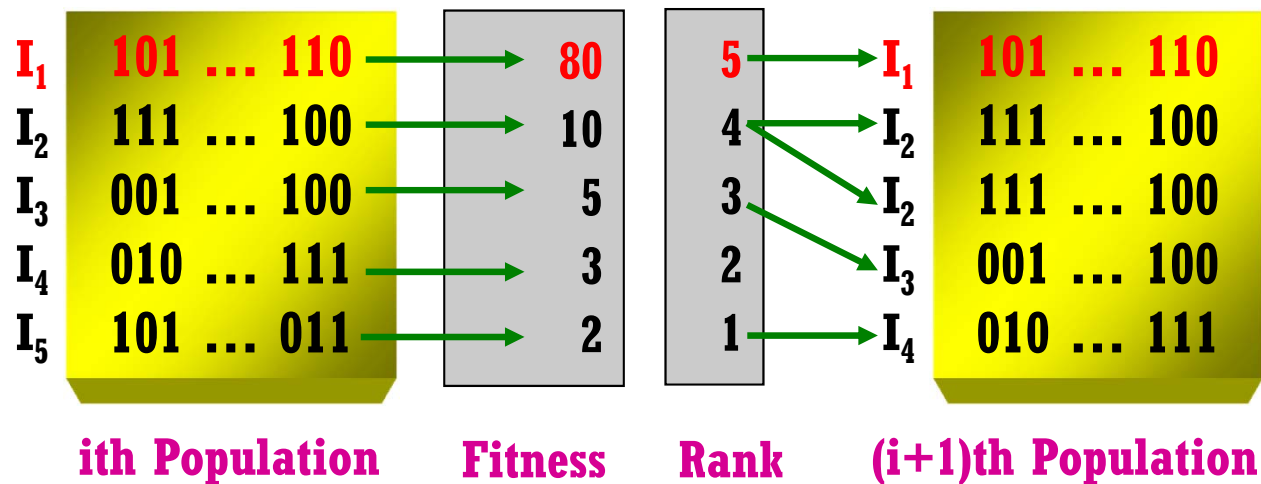 I1 101 ... 110 80 5 I1 101 ... 110
I2 111 ... 100 10 4 I2 111 ... 100
I3 001 ... 100 5 3 I2 111 ... 100
I4 010 ... 111 3 2 I3 001 ... 100
I5 101 ... 011 2 1 I4 010 ... 111
ith Population Fitness Rank (i+1)th Population